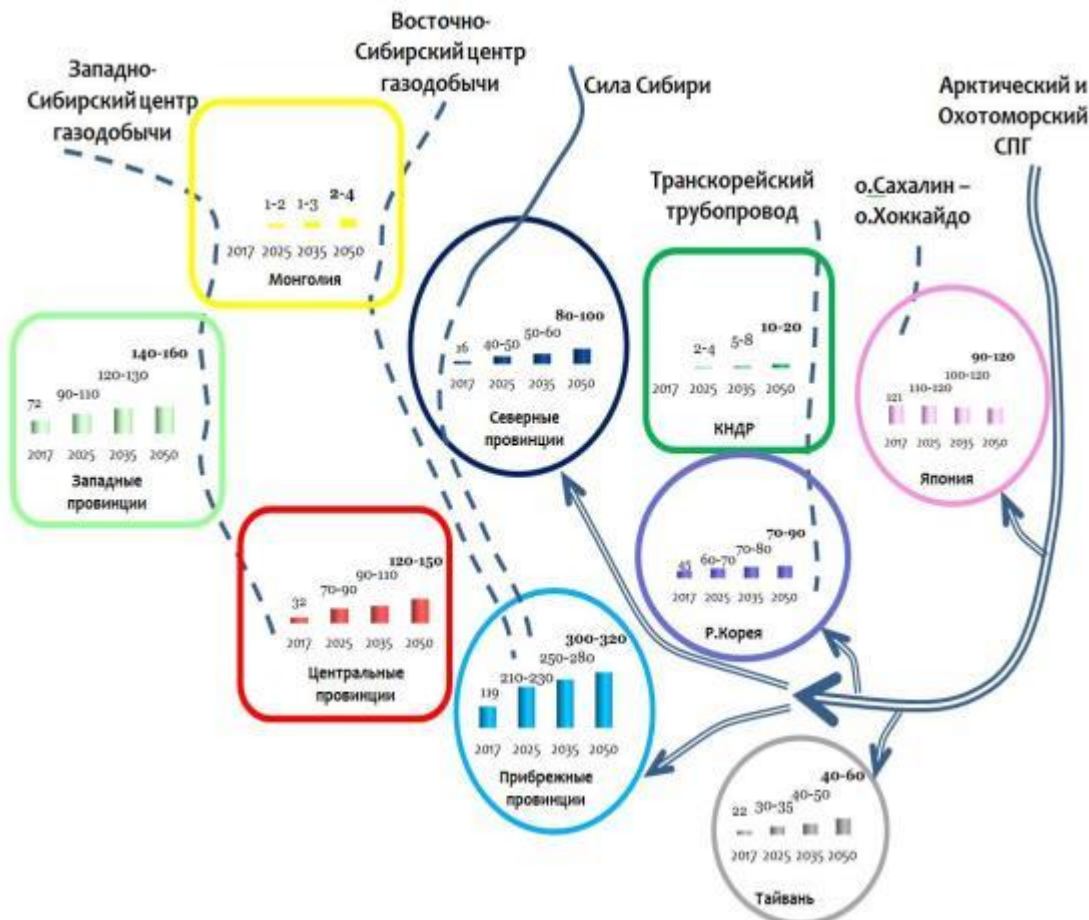 Западно-
Сибирский центр
газодобычи
Восточно-
Сибирский центр
газодобычи
Сила Сибири
Арктический и
Охотоморский
СПГ
Транскорейский
трубопровод
о.Сахалин –
о.Хоккайдо
1-2 1-3 2-4
2017 2025 2035 2050
Монголия
72 90-110 120-130 140-160
2017 2025 2035 2050
Западные
провинции
16 40-50 50-60 80-100
2017 2025 2035 2050
Северные
провинции
2-4 5-8 10-20
2017 2025 2035 2050
КНДР
121 110-120 100-120 90-120
2017 2025 2035 2050
Япония
32 70-90 90-110 120-150
2017 2025 2035 2050
Центральные
провинции
45 60-70 70-80 70-90
2017 2025 2035 2050
Р.Корея
119 210-230 250-280 300-320
2017 2025 2035 2050
Прибрежные
провинции
22 30-35 40-50 40-60
2017 2025 2035 2050
Тайвань